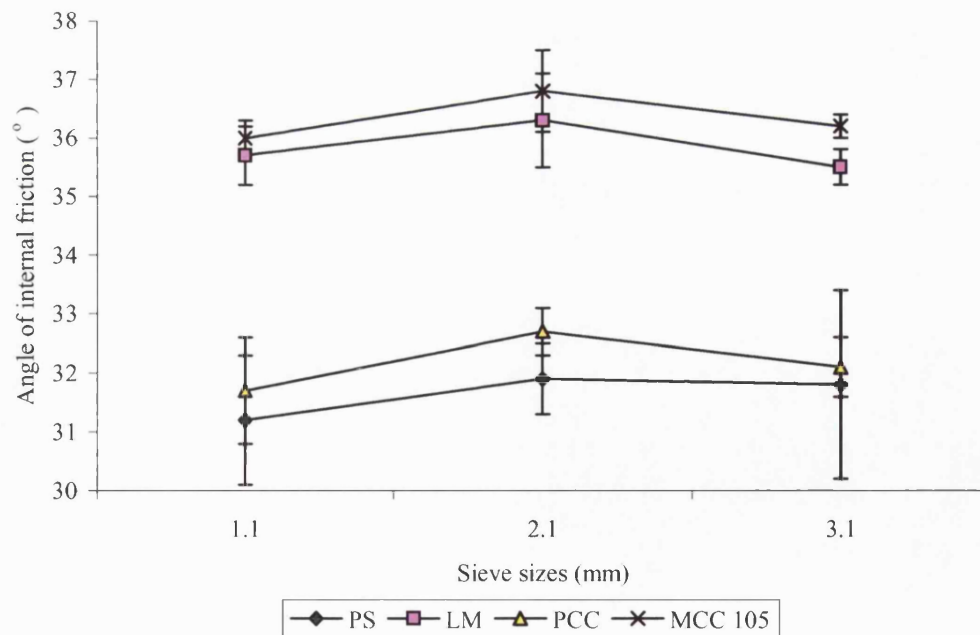 38
37
36
35
34
33
32
31
30
Angle of internal friction (°)
1.1 2.1 3.1
Sieve sizes (mm)
PS LM PCC MCC 105